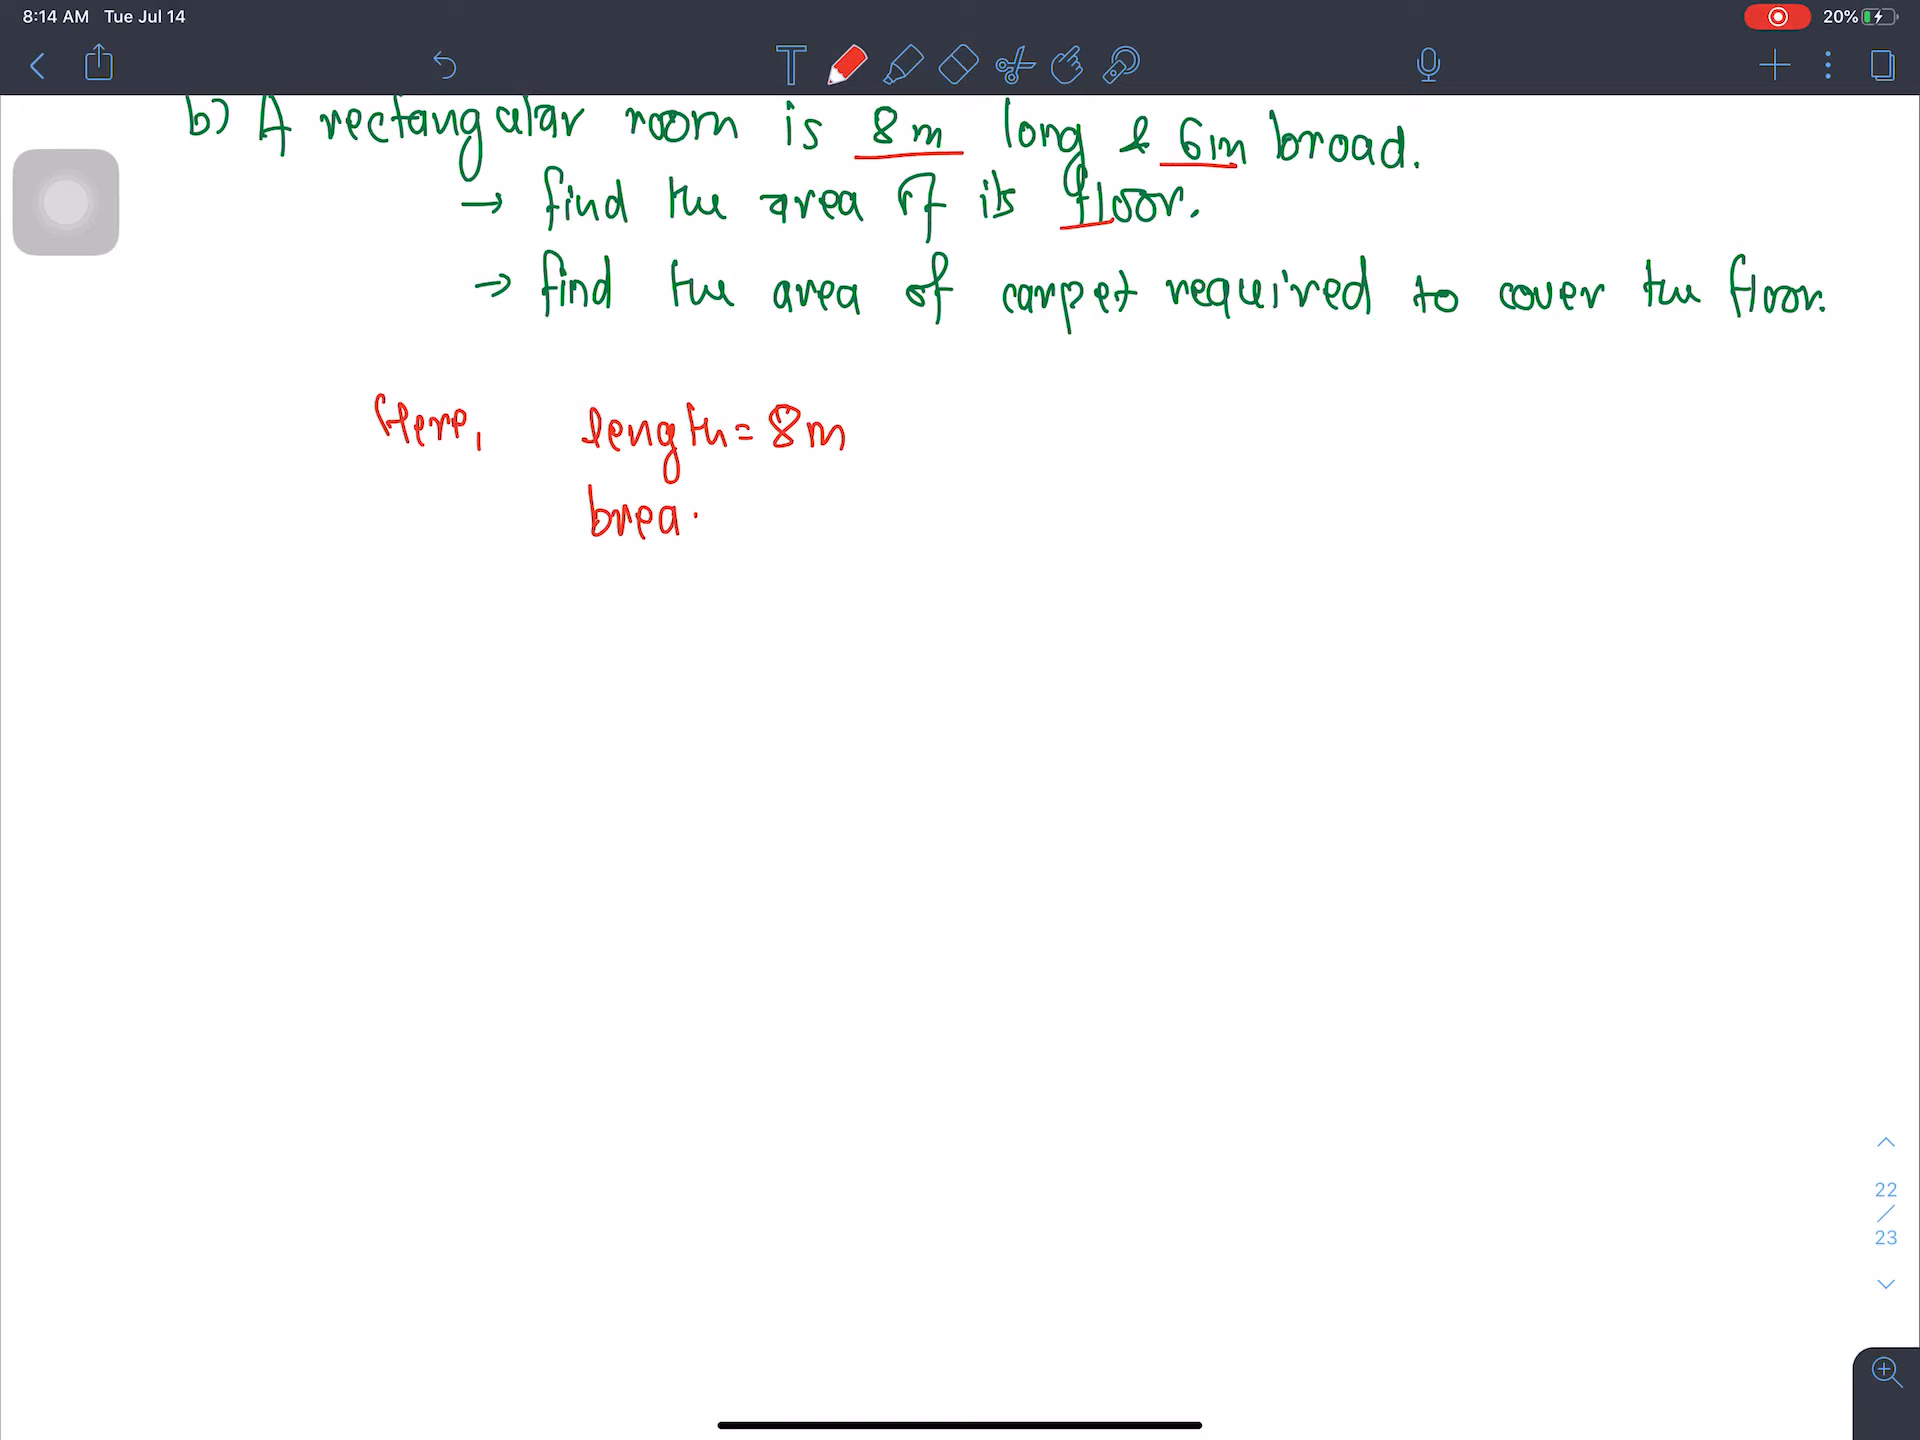 8:14 AM Tue Jul 14
20%
b) A rectangular room is 8m long & 6m broad.
→ find the area of its floor.
→ find the area of carpet required to cover the floor.
Here, length = 8m
brea
22
/
23